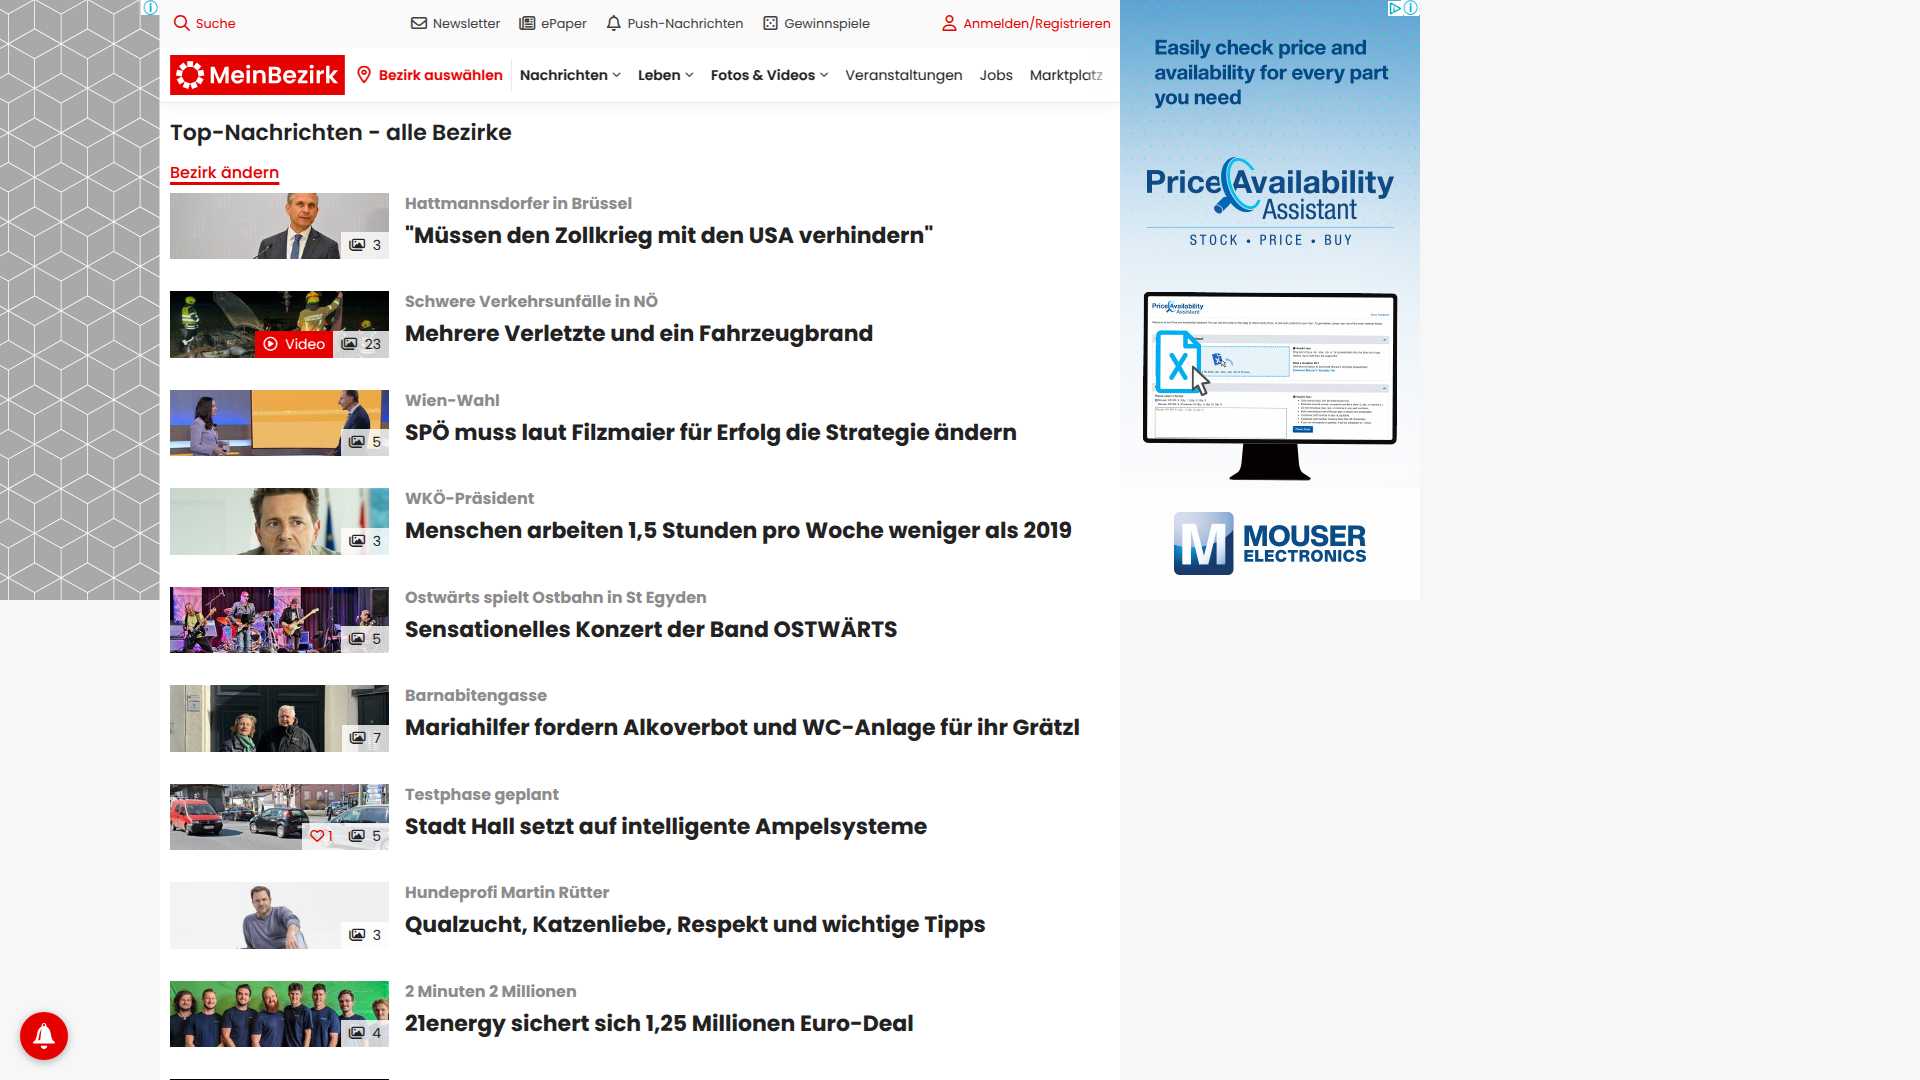 Suche
Newsletter
ePaper
Push-Nachrichten
Gewinnspiele
Anmelden/Registrieren
MeinBezirk
Bezirk auswählen
Nachrichten
Leben
Fotos & Videos
Veranstaltungen
Jobs
Marktplatz
Top-Nachrichten - alle Bezirke
Bezirk ändern
3
Hattmannsdorfer in Brüssel
"Müssen den Zollkrieg mit den USA verhindern"
Video 23
Schwere Verkehrsunfälle in NÖ
Mehrere Verletzte und ein Fahrzeugbrand
5
Wien-Wahl
SPÖ muss laut Filzmaier für Erfolg die Strategie ändern
3
WKÖ-Präsident
Menschen arbeiten 1,5 Stunden pro Woche weniger als 2019
5
Ostwärts spielt Ostbahn in St Egyden
Sensationelles Konzert der Band OSTWÄRTS
7
Barnabitengasse
Mariahilfer fordern Alkoverbot und WC-Anlage für ihr Grätzl
1 5
Testphase geplant
Stadt Hall setzt auf intelligente Ampelsysteme
3
Hundeprofi Martin Rütter
Qualzucht, Katzenliebe, Respekt und wichtige Tipps
4
2 Minuten 2 Millionen
21energy sichert sich 1,25 Millionen Euro-Deal
Easily check price and
availability for every part
you need
Price Availability
Assistant
STOCK • PRICE • BUY
Price Availability
Assistant
X
M MOUSER
ELECTRONICS